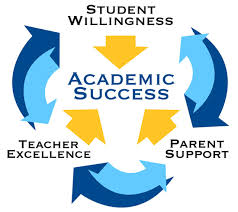 STUDENT
WILLINGNESS
ACADEMIC
SUCCESS
TEACHER
EXCELLENCE
PARENT
SUPPORT